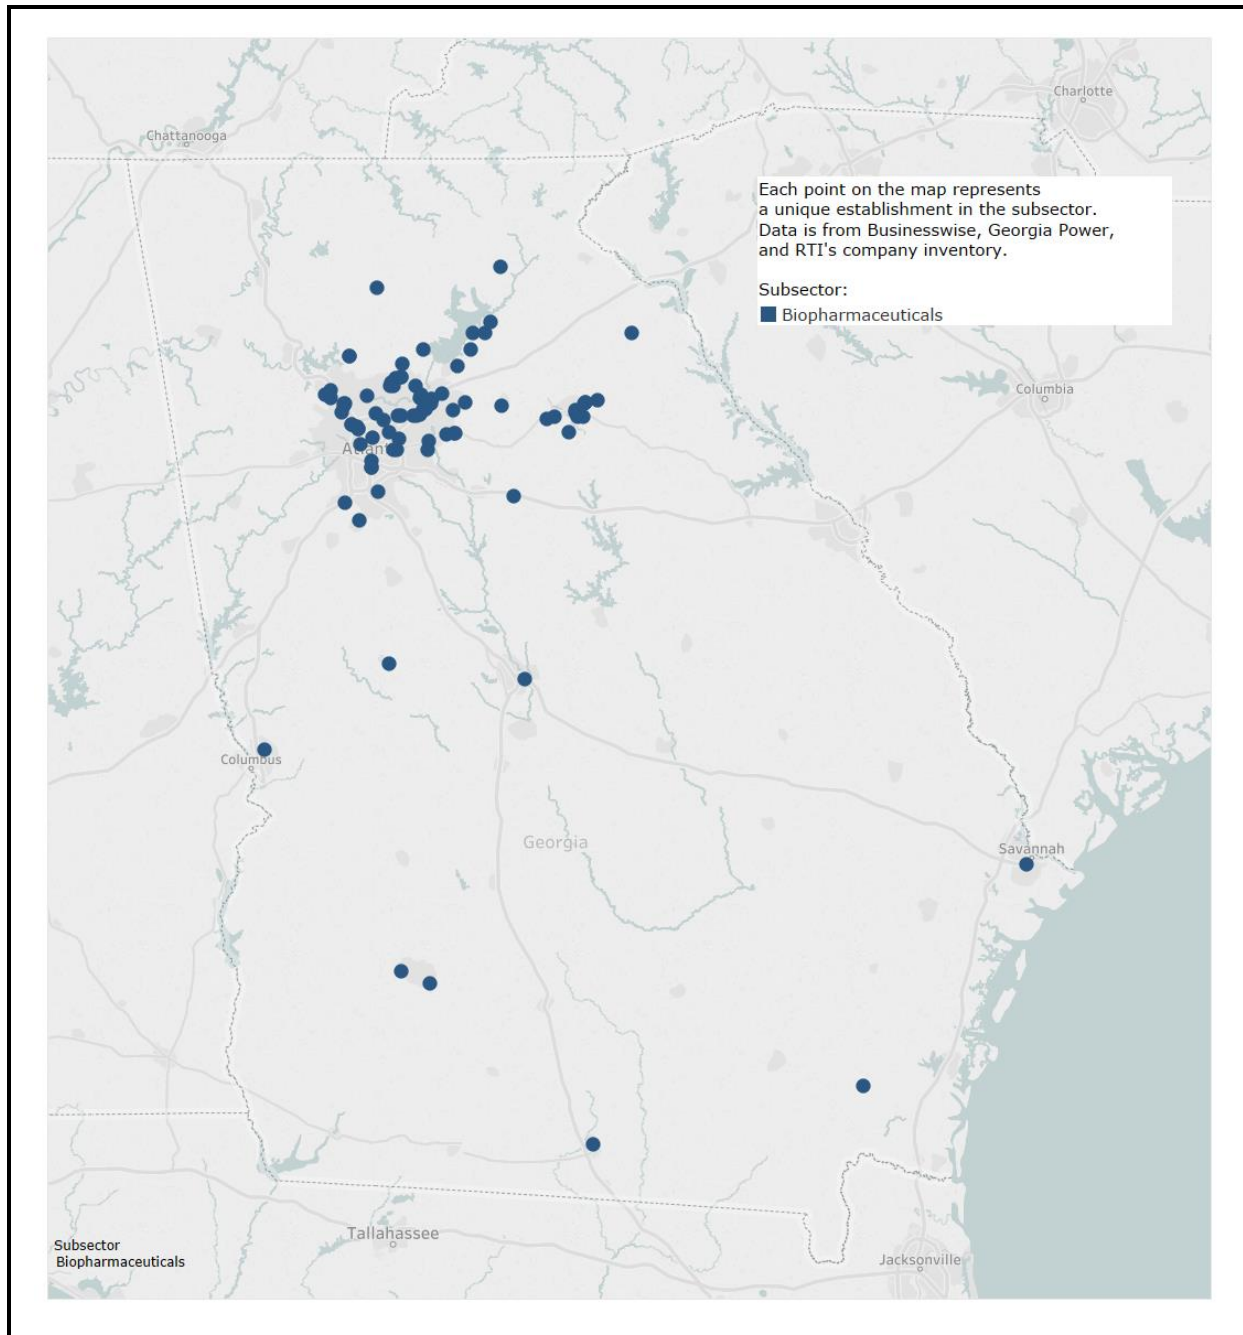 Chattanooga
Charlotte
Each point on the map represents
a unique establishment in the subsector.
Data is from Businesswise, Georgia Power,
and RTI's company inventory.
Subsector:
Biopharmaceuticals
Columbia
Atlant
Columbus
Georgia
Savannah
Tallahassee
Subsector
Biopharmaceuticals
Jacksonville